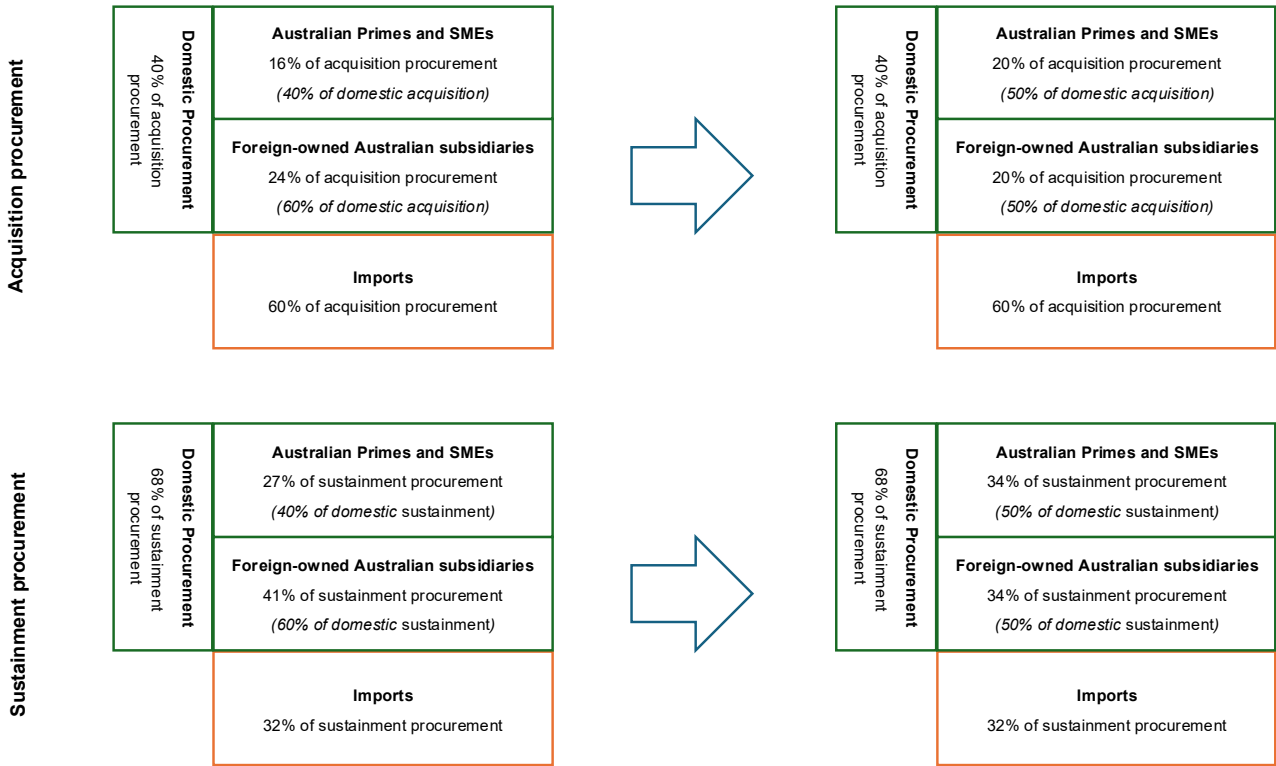 Acquisition procurement
Domestic Procurement
40% of acquisition
procurement
Australian Primes and SMEs
16% of acquisition procurement
(40% of domestic acquisition)
Foreign-owned Australian subsidiaries
24% of acquisition procurement
(60% of domestic acquisition)
Imports
60% of acquisition procurement
Domestic Procurement
40% of acquisition
procurement
Australian Primes and SMEs
20% of acquisition procurement
(50% of domestic acquisition)
Foreign-owned Australian subsidiaries
20% of acquisition procurement
(50% of domestic acquisition)
Imports
60% of acquisition procurement
Sustainment procurement
Domestic Procurement
68% of sustainment
procurement
Australian Primes and SMEs
27% of sustainment procurement
(40% of domestic sustainment)
Foreign-owned Australian subsidiaries
41% of sustainment procurement
(60% of domestic sustainment)
Imports
32% of sustainment procurement
Domestic Procurement
68% of sustainment
procurement
Australian Primes and SMEs
34% of sustainment procurement
(50% of domestic sustainment)
Foreign-owned Australian subsidiaries
34% of sustainment procurement
(50% of domestic sustainment)
Imports
32% of sustainment procurement